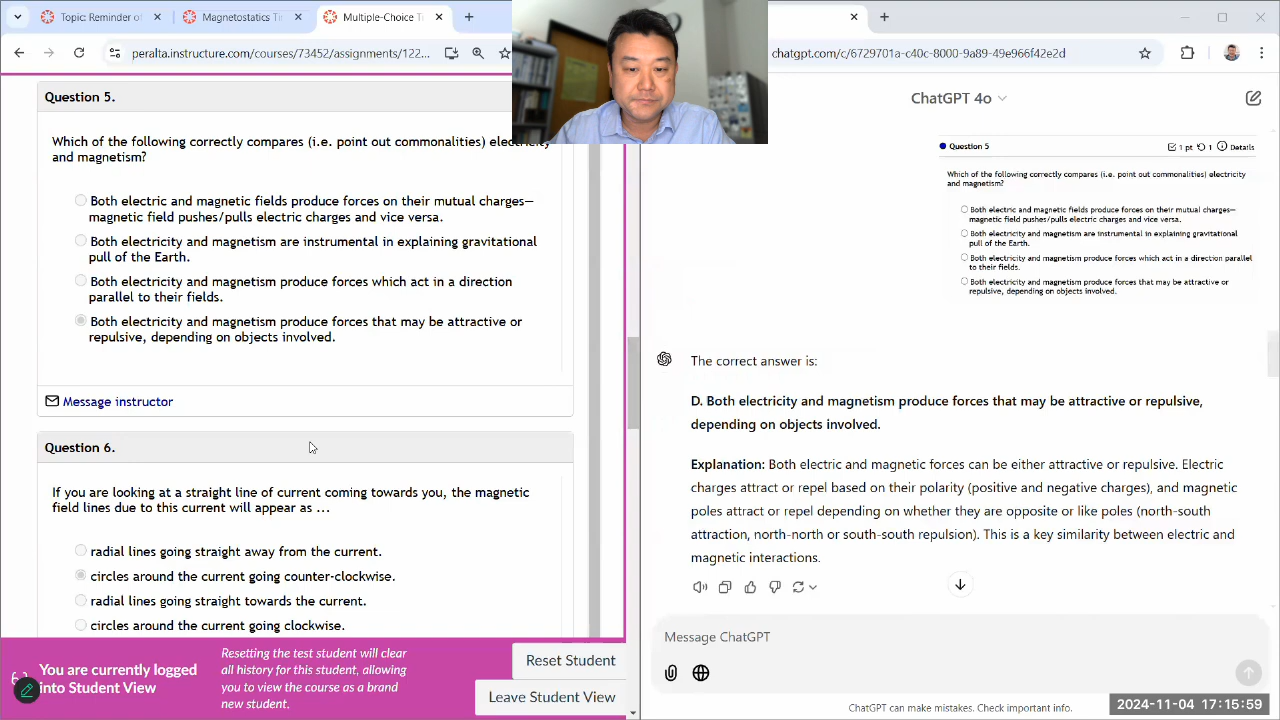 Topic: Reminder of
Magnetostatics Ti
Multiple-Choice Ti
peralta.instructure.com/courses/73452/assignments/122...
chatgpt.com/c/6729701a-c40c-8000-9a89-49e966f42e2d
Question 5.
Which of the following correctly compares (i.e. point out commonalities) electricity
and magnetism?
Both electric and magnetic fields produce forces on their mutual charges—
magnetic field pushes/pulls electric charges and vice versa.
Both electricity and magnetism are instrumental in explaining gravitational
pull of the Earth.
Both electricity and magnetism produce forces which act in a direction
parallel to their fields.
Both electricity and magnetism produce forces that may be attractive or
repulsive, depending on objects involved.
Message instructor
Question 6.
If you are looking at a straight line of current coming towards you, the magnetic
field lines due to this current will appear as ...
radial lines going straight away from the current.
circles around the current going counter-clockwise.
radial lines going straight towards the current.
circles around the current going clockwise.
You are currently logged
into Student View
Resetting the test student will clear
all history for this student, allowing
you to view the course as a brand
new student.
Reset Student
Leave Student View
ChatGPT 4o
Question 5
1 pt 1 Details
Which of the following correctly compares (i.e. point out commonalities) electricity
and magnetism?
Both electric and magnetic fields produce forces on their mutual charges—
magnetic field pushes/pulls electric charges and vice versa.
Both electricity and magnetism are instrumental in explaining gravitational
pull of the Earth.
Both electricity and magnetism produce forces which act in a direction parallel
to their fields.
Both electricity and magnetism produce forces that may be attractive or
repulsive, depending on objects involved.
The correct answer is:
D. Both electricity and magnetism produce forces that may be attractive or repulsive,
depending on objects involved.
Explanation: Both electric and magnetic forces can be either attractive or repulsive. Electric
charges attract or repel based on their polarity (positive and negative charges), and magnetic
poles attract or repel depending on whether they are opposite or like poles (north-south
attraction, north-north or south-south repulsion). This is a key similarity between electric and
magnetic interactions.
Message ChatGPT
ChatGPT can make mistakes. Check important info.
2024-11-04 17:15:59